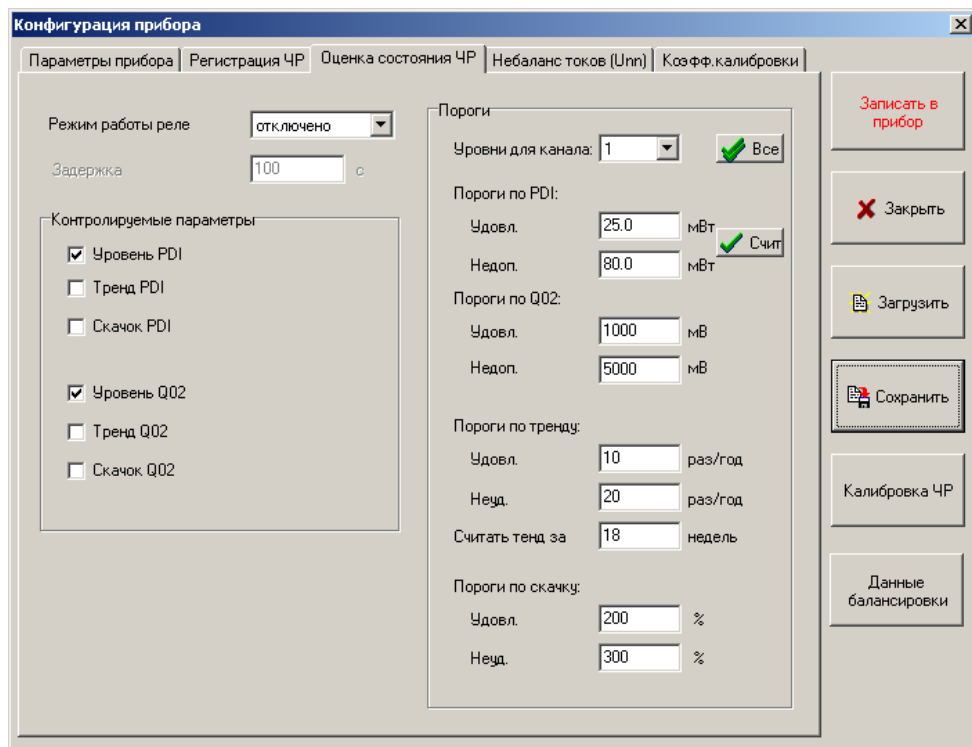 Конфигурация прибора
Параметры прибора Регистрация ЧР Оценка состояния ЧР Небаланс токов (Unn) Коэфф.калибровки
Режим работы реле отключено
Задержка 100 с
Контролируемые параметры
Уровень PDI
Тренд PDI
Скачок PDI
Уровень Q02
Тренд Q02
Скачок Q02
Пороги
Уровни для канала: 1 Все
Пороги по PDI:
Удовл. 25.0 мВт
Счит
Недоп. 80.0 мВт
Пороги по Q02:
Удовл. 1000 мВ
Недоп. 5000 мВ
Пороги по тренду:
Удовл. 10 раз/год
Неуд. 20 раз/год
Считать тенд за 18 недель
Пороги по скачку:
Удовл. 200 %
Неуд. 300 %
Записать в
прибор
Закрыть
Загрузить
Сохранить
Калибровка ЧР
Данные
балансировки